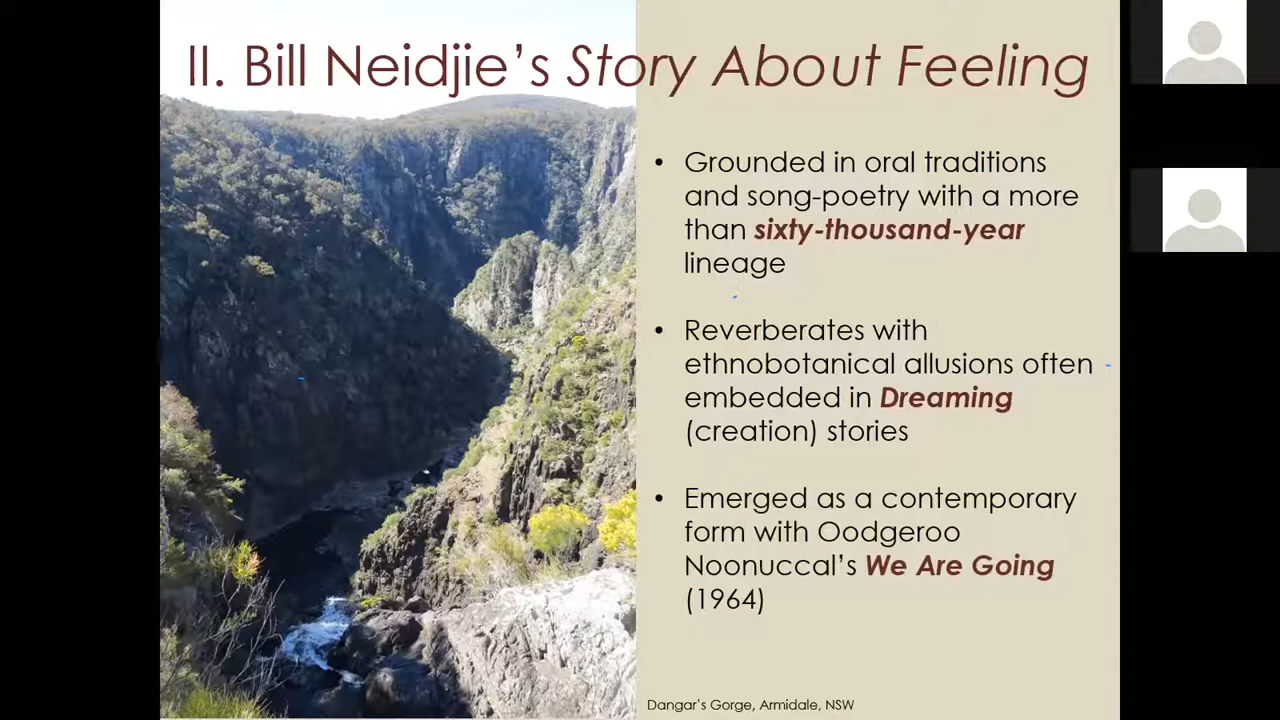 II. Bill Neidjie’s Story About Feeling
• Grounded in oral traditions
and song-poetry with a more
than sixty-thousand-year
lineage
• Reverberates with
ethnobotanical allusions often
embedded in Dreaming
(creation) stories
• Emerged as a contemporary
form with Oodgeroo
Noonuccal’s We Are Going
(1964)
Dangar’s Gorge, Armidale, NSW